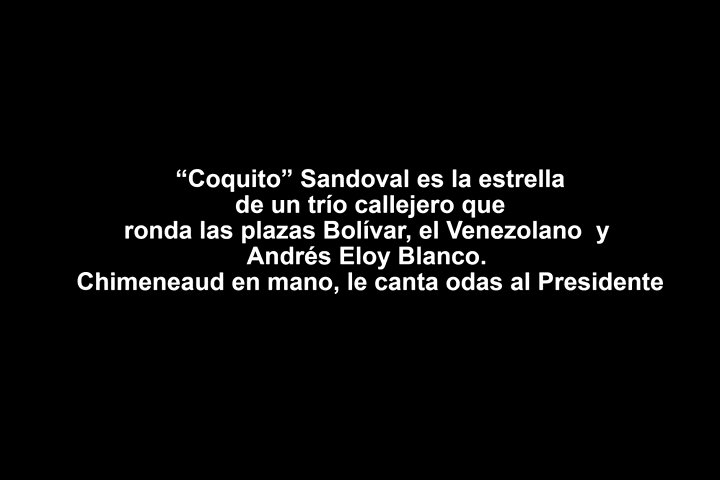 “Coquito” Sandoval es la estrella
de un trío callejero que
ronda las plazas Bolívar, el Venezolano  y
Andrés Eloy Blanco.
Chimeneaud en mano, le canta odas al Presidente